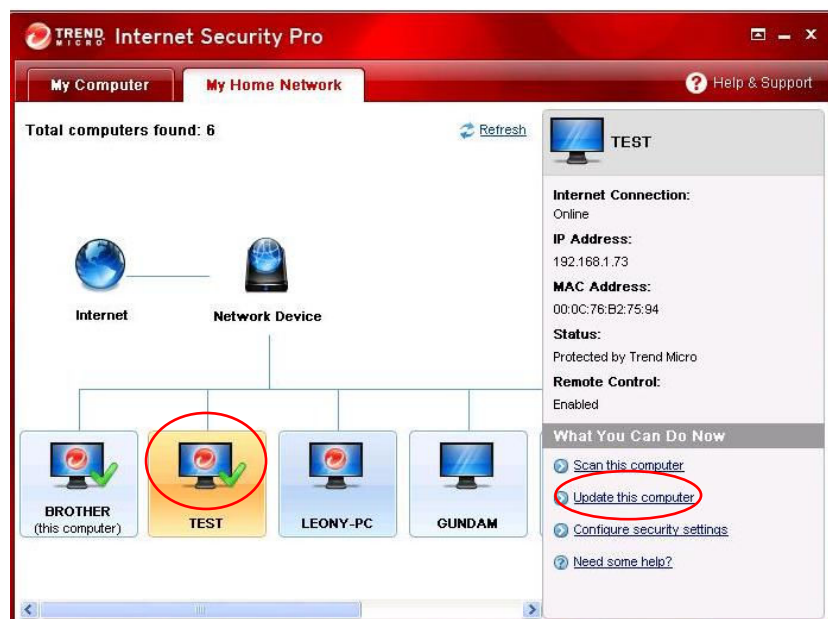 TREND MICRO Internet Security Pro
My Computer
My Home Network
? Help & Support
Total computers found: 6
Refresh
Internet
Network Device
BROTHER
(this computer)
TEST
LEONY-PC
GUNDAM
TEST
Internet Connection:
Online
IP Address:
192.168.1.73
MAC Address:
00:0C:76:B2:75:94
Status:
Protected by Trend Micro
Remote Control:
Enabled
What You Can Do Now
Scan this computer
Update this computer
Configure security settings
? Need some help?